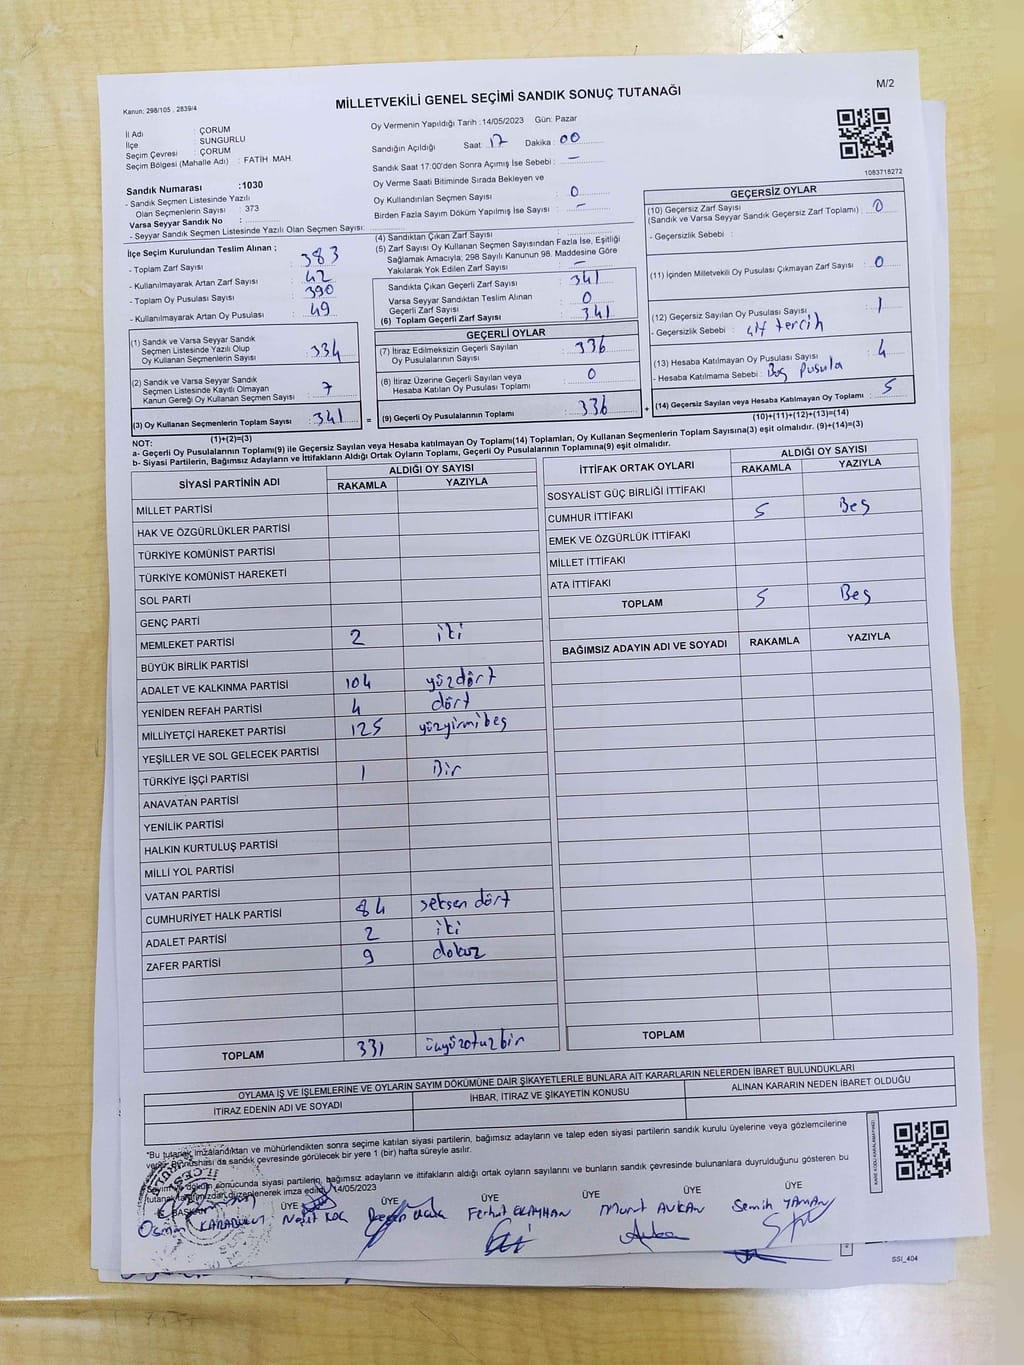 Kanun: 298/105 , 2839/4
MİLLETVEKİLİ GENEL SEÇİMİ SANDIK SONUÇ TUTANAĞI
M/2
İl Adı : ÇORUM
İlçe : SUNGURLU
Seçim Çevresi : ÇORUM
Seçim Bölgesi (Mahalle Adı) : FATİH MAH.
Oy Vermenin Yapıldığı Tarih :14/05/2023 Gün: Pazar
Sandığın Açıldığı Saat : 17 Dakika : 00
Sandık Saat 17:00'den Sonra Açımış İse Sebebi : –
Oy Verme Saati Bitiminde Sırada Bekleyen ve
Oy Kullandırılan Seçmen Sayısı : 0
Birden Fazla Sayım Döküm Yapılmış İse Sayısı : –
1083718272
Sandık Numarası :1030
- Sandık Seçmen Listesinde Yazılı
Olan Seçmenlerin Sayısı : 373
Varsa Seyyar Sandık No :
- Seyyar Sandık Seçmen Listesinde Yazılı Olan Seçmen Sayısı:
İlçe Seçim Kurulundan Teslim Alınan ;
- Toplam Zarf Sayısı : 383
- Kullanılmayarak Artan Zarf Sayısı : 42
- Toplam Oy Pusulası Sayısı : 390
- Kullanılmayarak Artan Oy Pusulası : 49
(1) Sandık ve Varsa Seyyar Sandık
Seçmen Listesinde Yazılı Olup
Oy Kullanan Seçmenlerin Sayısı : 334
(2) Sandık ve Varsa Seyyar Sandık
Seçmen Listesinde Kayıtlı Olmayan
Kanun Gereği Oy Kullanan Seçmen Sayısı : 7
(3) Oy Kullanan Seçmenlerin Toplam Sayısı : 341
(1)+(2)=(3)
(4) Sandıktan Çıkan Zarf Sayısı :
(5) Zarf Sayısı Oy Kullanan Seçmen Sayısından Fazla İse, Eşitliği
Sağlamak Amacıyla; 298 Sayılı Kanunun 98. Maddesine Göre
Yakılarak Yok Edilen Zarf Sayısı : –
Sandıkta Çıkan Geçerli Zarf Sayısı : 341
Varsa Seyyar Sandıktan Teslim Alınan
Geçerli Zarf Sayısı : 0
(6) Toplam Geçerli Zarf Sayısı : 341
GEÇERLİ OYLAR
(7) İtiraz Edilmeksizin Geçerli Sayılan
Oy Pusulalarının Sayısı : 336
(8) İtiraz Üzerine Geçerli Sayılan veya
Hesaba Katılan Oy Pusulası Toplamı : 0
= (9) Geçerli Oy Pusulalarının Toplamı : 336 +
GEÇERSİZ OYLAR
(10) Geçersiz Zarf Sayısı
(Sandık ve Varsa Seyyar Sandık Geçersiz Zarf Toplamı) : 0
- Geçersizlik Sebebi :
(11) İçinden Milletvekili Oy Pusulası Çıkmayan Zarf Sayısı : 0
(12) Geçersiz Sayılan Oy Pusulası Sayısı : 1
- Geçersizlik Sebebi : çift tercih
(13) Hesaba Katılmayan Oy Pusulası Sayısı : 4
- Hesaba Katılmama Sebebi : Boş Pusula
(14) Geçersiz Sayılan veya Hesaba Katılmayan Oy Toplamı : 5
(10)+(11)+(12)+(13)=(14)
NOT:
a- Geçerli Oy Pusulalarının Toplamı(9) ile Geçersiz Sayılan veya Hesaba katılmayan Oy Toplamı(14) Toplamları, Oy Kullanan Seçmenlerin Toplam Sayısına(3) eşit olmalıdır. (9)+(14)=(3)
b- Siyasi Partilerin, Bağımsız Adayların ve İttifakların Aldığı Ortak Oyların Toplamı, Geçerli Oy Pusulalarının Toplamına(9) eşit olmalıdır.
SİYASİ PARTİNİN ADI ALDIĞI OY SAYISI
RAKAMLA YAZIYLA
MİLLET PARTİSİ
HAK VE ÖZGÜRLÜKLER PARTİSİ
TÜRKİYE KOMÜNİST PARTİSİ
TÜRKİYE KOMÜNİST HAREKETİ
SOL PARTİ
GENÇ PARTİ
MEMLEKET PARTİSİ 2 iki
BÜYÜK BİRLİK PARTİSİ
ADALET VE KALKINMA PARTİSİ 104 yüzdört
YENİDEN REFAH PARTİSİ 4 dört
MİLLİYETÇİ HAREKET PARTİSİ 125 yüzyirmibeş
YEŞİLLER VE SOL GELECEK PARTİSİ
TÜRKİYE İŞÇİ PARTİSİ 1 Bir
ANAVATAN PARTİSİ
YENİLİK PARTİSİ
HALKIN KURTULUŞ PARTİSİ
MİLLİ YOL PARTİSİ
VATAN PARTİSİ
CUMHURİYET HALK PARTİSİ 84 seksen dört
ADALET PARTİSİ 2 iki
ZAFER PARTİSİ 9 dokuz
TOPLAM 331 üçyüzotuzbir
İTTİFAK ORTAK OYLARI ALDIĞI OY SAYISI
RAKAMLA YAZIYLA
SOSYALİST GÜÇ BİRLİĞİ İTTİFAKI
CUMHUR İTTİFAKI 5 Beş
EMEK VE ÖZGÜRLÜK İTTİFAKI
MİLLET İTTİFAKI
ATA İTTİFAKI
TOPLAM 5 Beş
BAĞIMSIZ ADAYIN ADI VE SOYADI RAKAMLA YAZIYLA
TOPLAM
OYLAMA İŞ VE İŞLEMLERİNE VE OYLARIN SAYIM DÖKÜMÜNE DAİR ŞİKAYETLERLE BUNLARA AİT KARARLARIN NELERDEN İBARET BULUNDUKLARI
İTİRAZ EDENİN ADI VE SOYADI İHBAR, İTİRAZ VE ŞİKAYETİN KONUSU ALINAN KARARIN NEDEN İBARET OLDUĞU
"Bu tutanak imzalandıktan ve mühürlendikten sonra seçime katılan siyasi partilerin, bağımsız adayların ve talep eden siyasi partilerin sandık kurulu üyelerine veya gözlemcilerine
bir nüshası da sandık çevresinde görülecek bir yere 1 (bir) hafta süreyle asılır.
döküm sonucunda siyasi partilerin, bağımsız adayların ve ittifakların aldığı ortak oyların sayılarını ve bunların sandık çevresinde bulunanlara duyrulduğunu gösteren bu
tutanak tarafımızdan düzenlenerek imza edildi. 14/05/2023
BAŞKAN ÜYE ÜYE ÜYE ÜYE ÜYE
Osman KARABULUT Neşit KOÇ Ferhat EKAYHAN Murat AVKAN Semih YAMAN
SSI_404